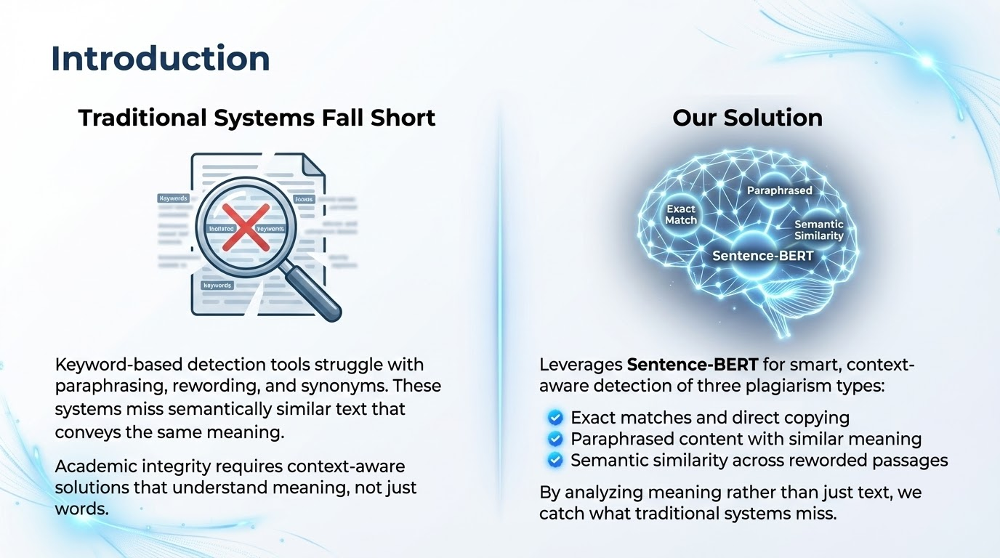 Introduction
Traditional Systems Fall Short
Keywords
Keywords
Keyword-based detection tools struggle with
paraphrasing, rewording, and synonyms. These
systems miss semantically similar text that
conveys the same meaning.
Academic integrity requires context-aware
solutions that understand meaning, not just
words.
Our Solution
Paraphrased
Exact
Match
Semantic
Similarity
Sentence-BERT
Leverages Sentence-BERT for smart, context-
aware detection of three plagiarism types:
Exact matches and direct copying
Paraphrased content with similar meaning
Semantic similarity across reworded passages
By analyzing meaning rather than just text, we
catch what traditional systems miss.